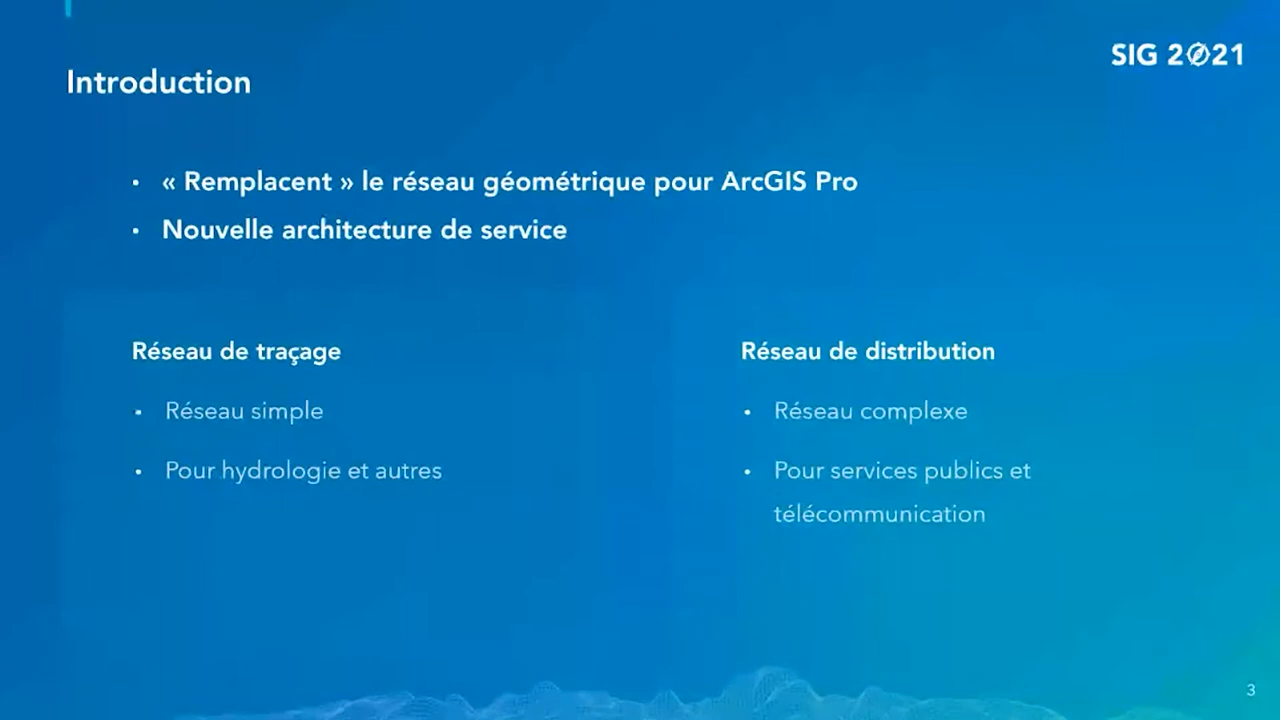 SIG 2021
Introduction
• « Remplacent » le réseau géométrique pour ArcGIS Pro
• Nouvelle architecture de service
Réseau de traçage
• Réseau simple
• Pour hydrologie et autres
Réseau de distribution
• Réseau complexe
• Pour services publics et
télécommunication
3